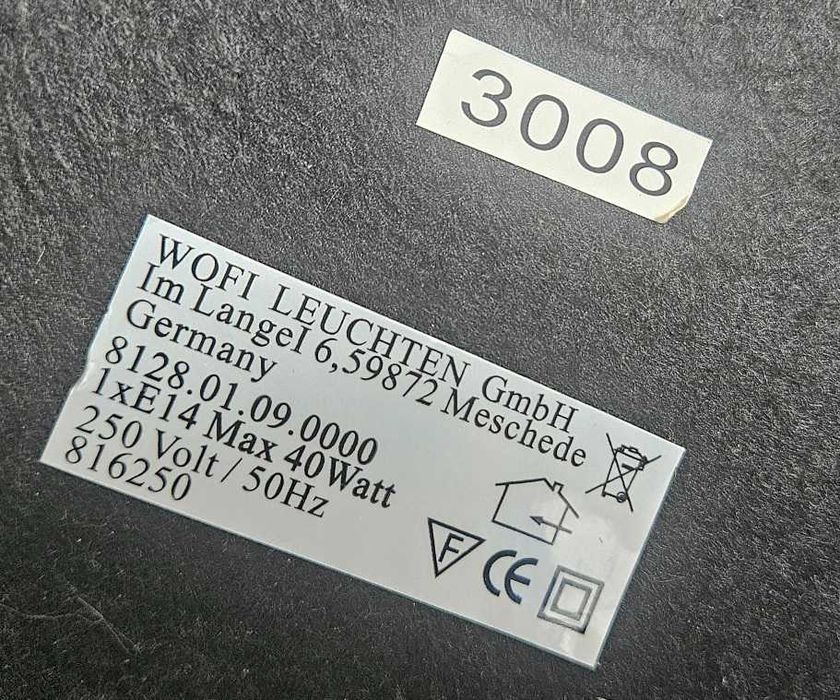 3008
WOFI LEUCHTEN GmbH
Im LangeI 6,59872 Meschede
Germany
8128.01.09.0000
1xE14 Max 40Watt
250 Volt / 50Hz
816250
F
CE